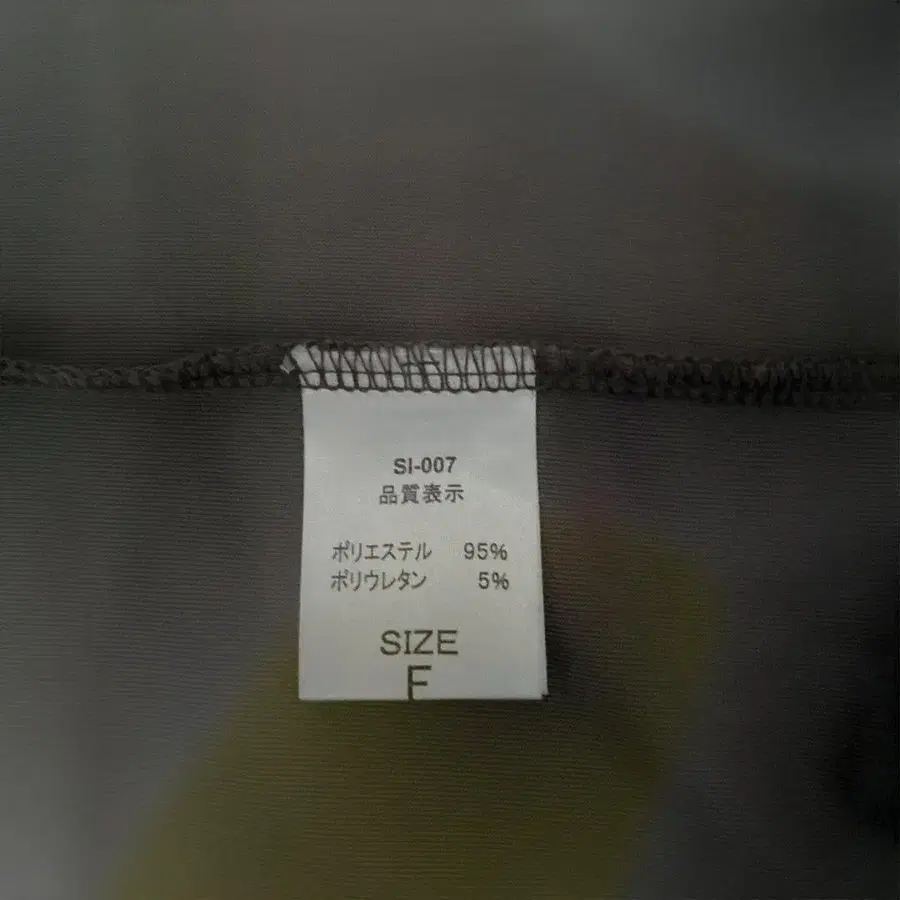 SI-007
品質表示
ポリエステル 95%
ポリウレタン 5%
SIZE
F